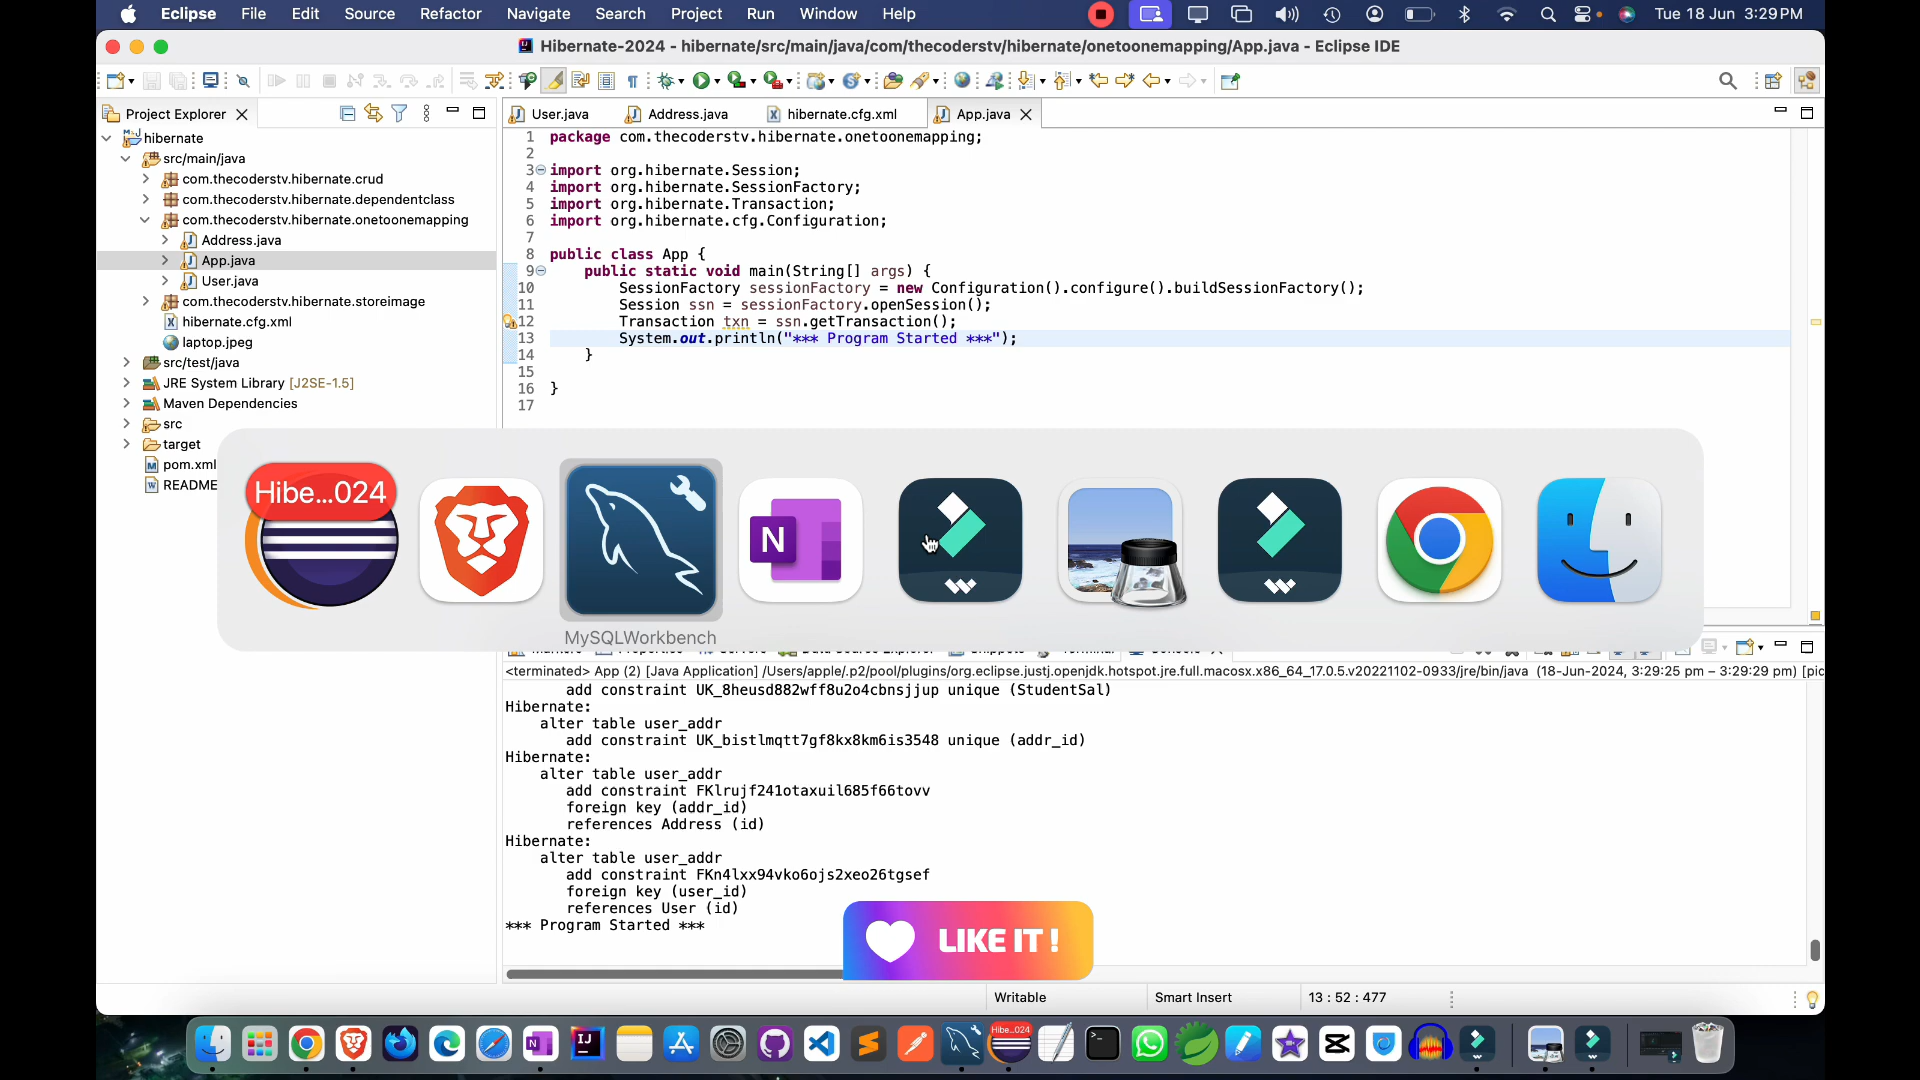 Eclipse File Edit Source Refactor Navigate Search Project Run Window Help Tue 18 Jun 3:29 PM
Hibernate-2024 - hibernate/src/main/java/com/thecoderstv/hibernate/onetoonemapping/App.java - Eclipse IDE
Project Explorer
hibernate
src/main/java
com.thecoderstv.hibernate.crud
com.thecoderstv.hibernate.dependentclass
com.thecoderstv.hibernate.onetoonemapping
Address.java
App.java
User.java
com.thecoderstv.hibernate.storeimage
hibernate.cfg.xml
laptop.jpeg
src/test/java
JRE System Library [J2SE-1.5]
Maven Dependencies
src
target
pom.xml
README
User.java Address.java hibernate.cfg.xml App.java
1 package com.thecoderstv.hibernate.onetoonemapping;
2
3 import org.hibernate.Session;
4 import org.hibernate.SessionFactory;
5 import org.hibernate.Transaction;
6 import org.hibernate.cfg.Configuration;
7
8 public class App {
9 public static void main(String[] args) {
10 SessionFactory sessionFactory = new Configuration().configure().buildSessionFactory();
11 Session ssn = sessionFactory.openSession();
12 Transaction txn = ssn.getTransaction();
13 System.out.println("*** Program Started ***");
14 }
15
16 }
17
Hibe...024
N
MySQLWorkbench
<terminated> App (2) [Java Application] /Users/apple/.p2/pool/plugins/org.eclipse.justj.openjdk.hotspot.jre.full.macosx.x86_64_17.0.5.v20221102-0933/jre/bin/java (18-Jun-2024, 3:29:25 pm – 3:29:29 pm) [pic
add constraint UK_8heusd882wff8u2o4cbnsjjup unique (StudentSal)
Hibernate:
alter table user_addr
add constraint UK_bistlmqtt7gf8kx8km6is3548 unique (addr_id)
Hibernate:
alter table user_addr
add constraint FKlrujf241otaxuil685f66tovv
foreign key (addr_id)
references Address (id)
Hibernate:
alter table user_addr
add constraint FKn4lxx94vko6ojs2xeo26tgsef
foreign key (user_id)
references User (id)
*** Program Started ***
LIKE IT !
Writable Smart Insert 13 : 52 : 477
Hibe...024